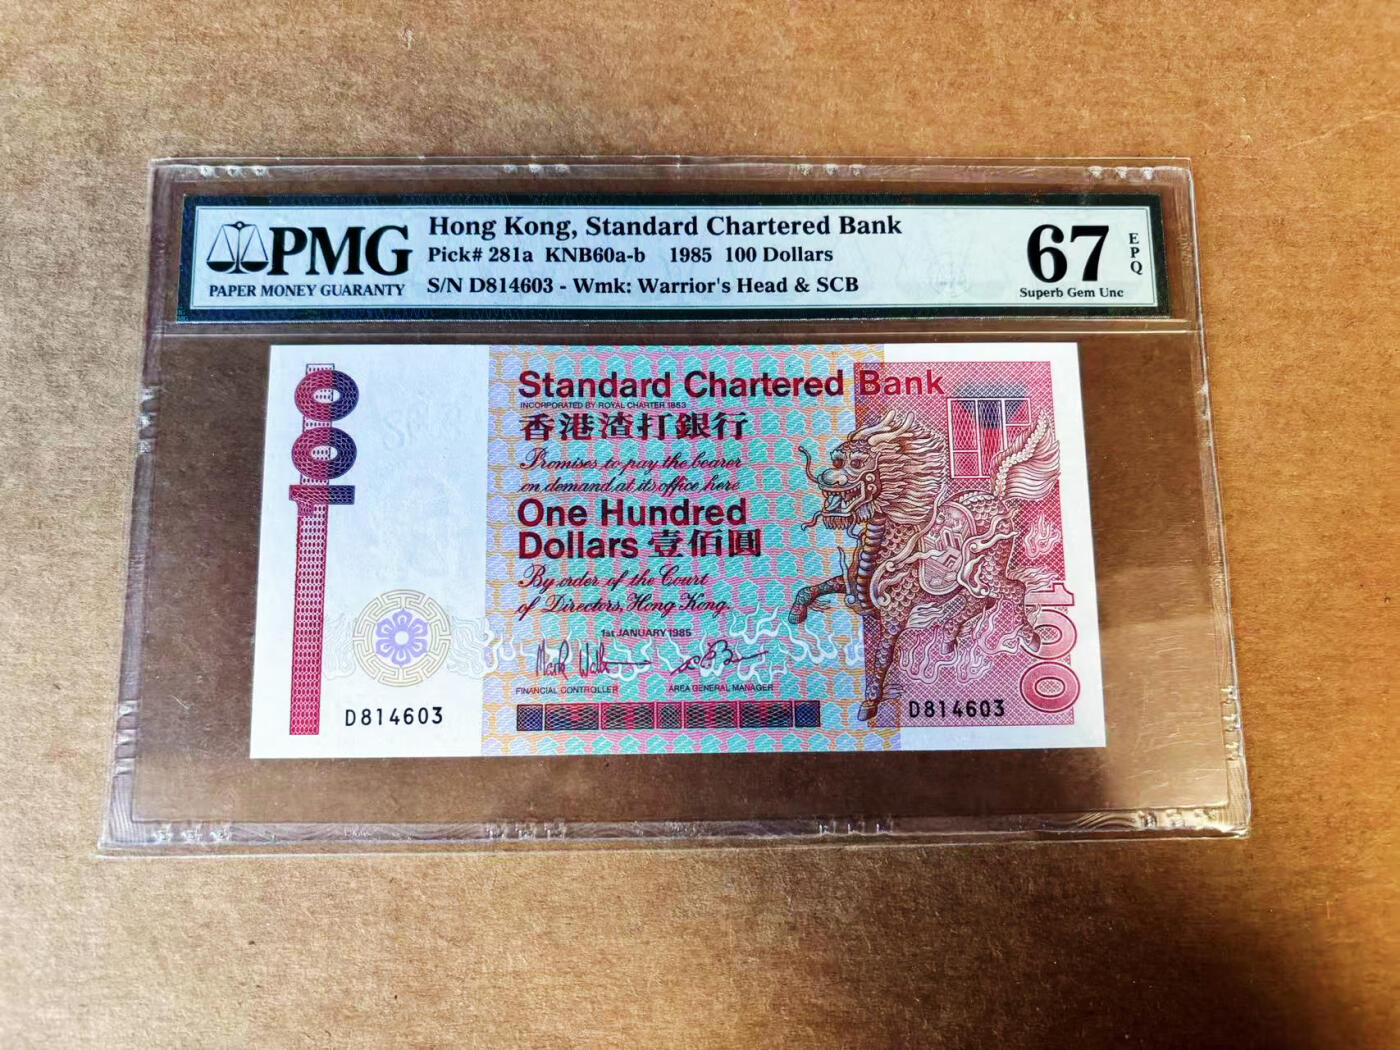 PMG
PAPER MONEY GUARANTY
Hong Kong, Standard Chartered Bank
Pick# 281a KNB60a-b 1985 100 Dollars
S/N D814603 - Wmk: Warrior's Head & SCB
67
EPQ
Superb Gem Unc
100
Standard Chartered Bank
INCORPORATED BY ROYAL CHARTER 1853
香港渣打銀行
Promises to pay the bearer
on demand at its office here
One Hundred
Dollars 壹佰圓
By order of the Court
of Directors, Hong Kong.
1st JANUARY 1985
FINANCIAL CONTROLLER AREA GENERAL MANAGER
D814603 D814603
100